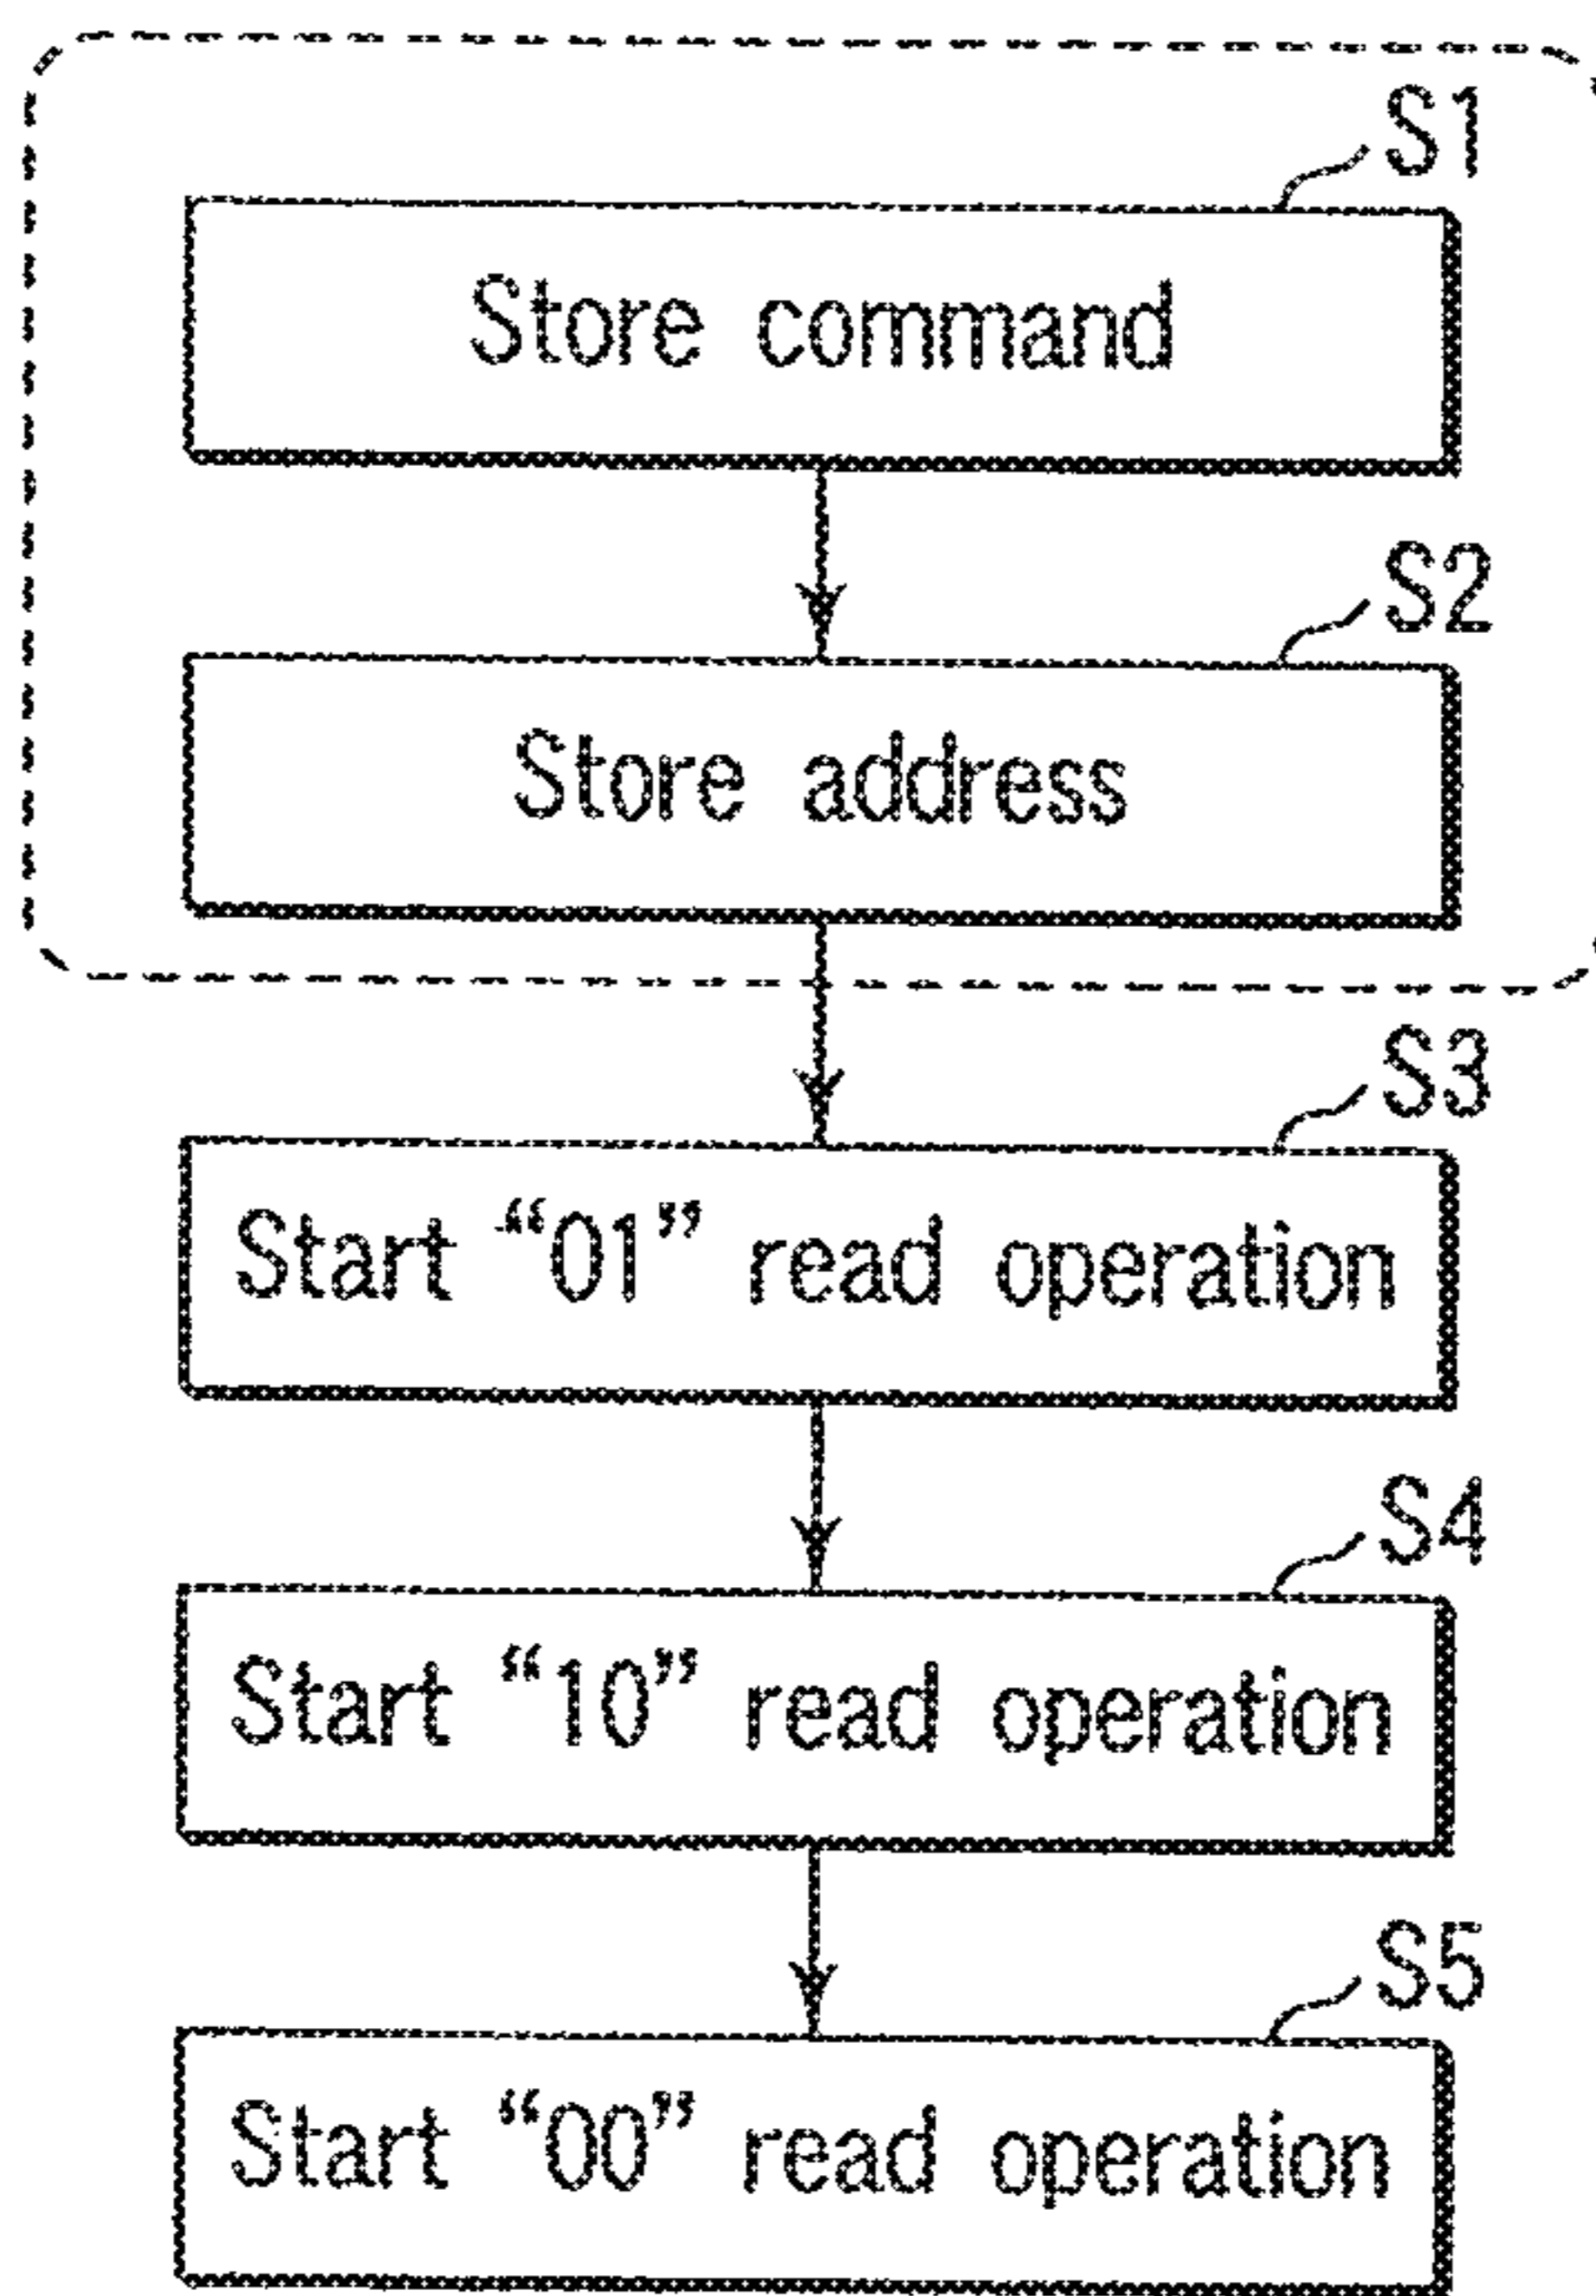 S1
Store command
S2
Store address
S3
Start “01” read operation
S4
Start “10” read operation
S5
Start “00” read operation